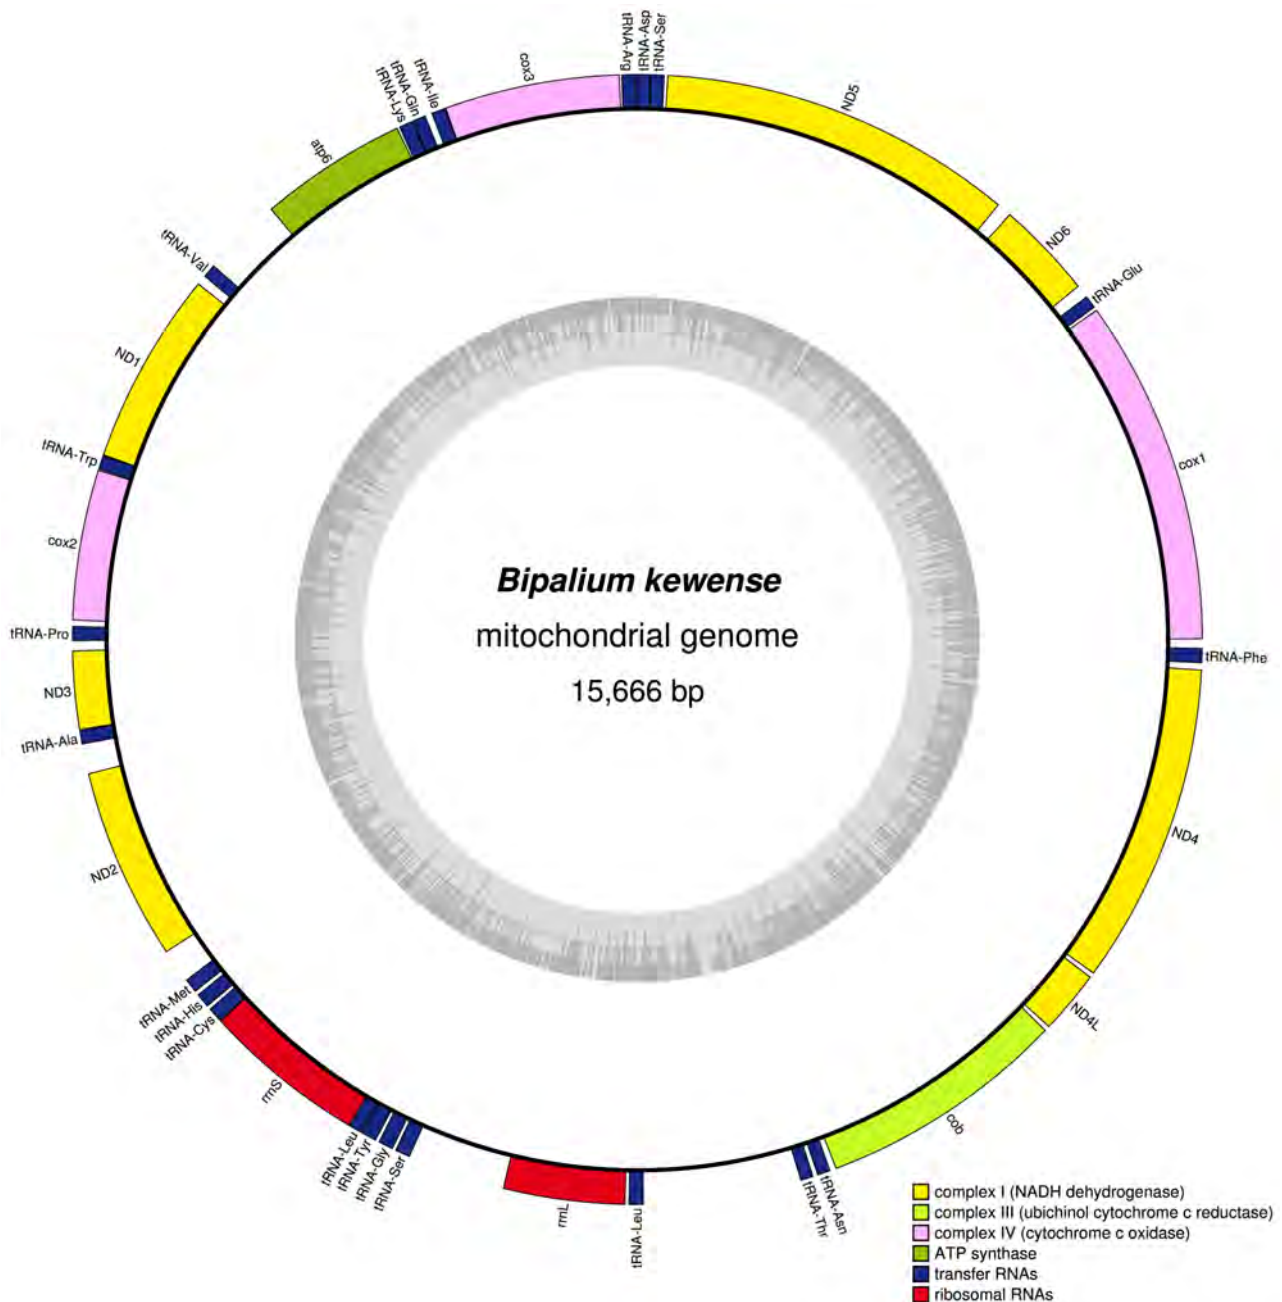 tRNA-Arg
tRNA-Asp
tRNA-Ser
cox3
tRNA-Ile
tRNA-Gln
tRNA-Lys
atp6
ND5
ND6
tRNA-Glu
tRNA-Val
ND1
cox1
tRNA-Trp
cox2
Bipalium kewense
mitochondrial genome
15,666 bp
tRNA-Pro
tRNA-Phe
ND3
tRNA-Ala
ND4
ND2
tRNA-Met
tRNA-His
tRNA-Cys
ND4L
rrnS
cob
tRNA-Leu
tRNA-Tyr
tRNA-Gly
tRNA-Ser
rrnL
tRNA-Leu
tRNA-Thr
tRNA-Asn
complex I (NADH dehydrogenase)
complex III (ubichinol cytochrome c reductase)
complex IV (cytochrome c oxidase)
ATP synthase
transfer RNAs
ribosomal RNAs